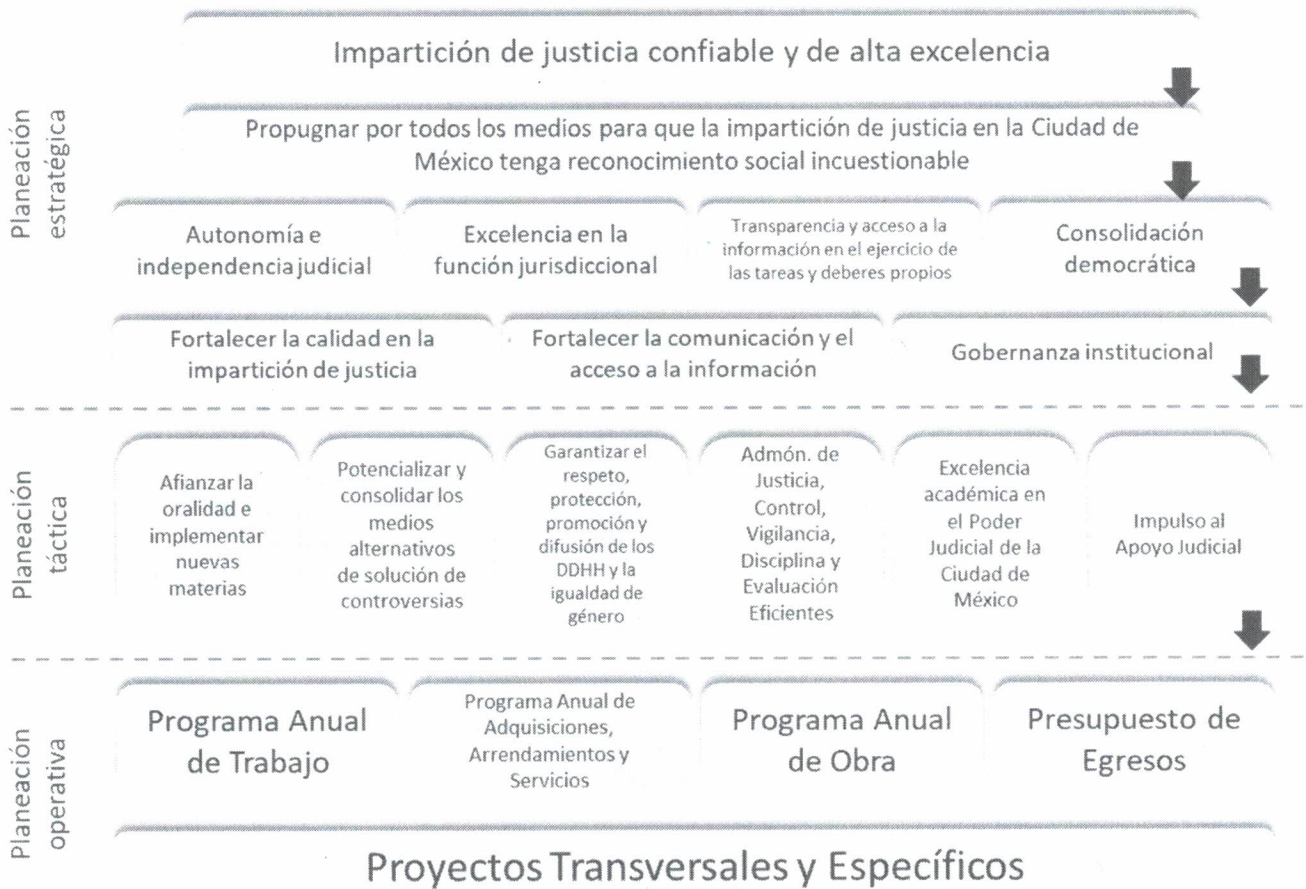 Planeación
estratégica
Impartición de justicia confiable y de alta excelencia
Propugnar por todos los medios para que la impartición de justicia en la Ciudad de
México tenga reconocimiento social incuestionable
Autonomía e
independencia judicial
Excelencia en la
función jurisdiccional
Transparencia y acceso a la
información en el ejercicio de
las tareas y deberes propios
Consolidación
democrática
Fortalecer la calidad en la
impartición de justicia
Fortalecer la comunicación y el
acceso a la información
Gobernanza institucional
Planeación
táctica
Afianzar la
oralidad e
implementar
nuevas
materias
Potencializar y
consolidar los
medios
alternativos
de solución de
controversias
Garantizar el
respeto,
protección,
promoción y
difusión de los
DDHH y la
igualdad de
género
Admón. de
Justicia,
Control,
Vigilancia,
Disciplina y
Evaluación
Eficientes
Excelencia
académica en
el Poder
Judicial de la
Ciudad de
México
Impulso al
Apoyo Judicial
Planeación
operativa
Programa Anual
de Trabajo
Programa Anual de
Adquisiciones,
Arrendamientos y
Servicios
Programa Anual
de Obra
Presupuesto de
Egresos
Proyectos Transversales y Específicos